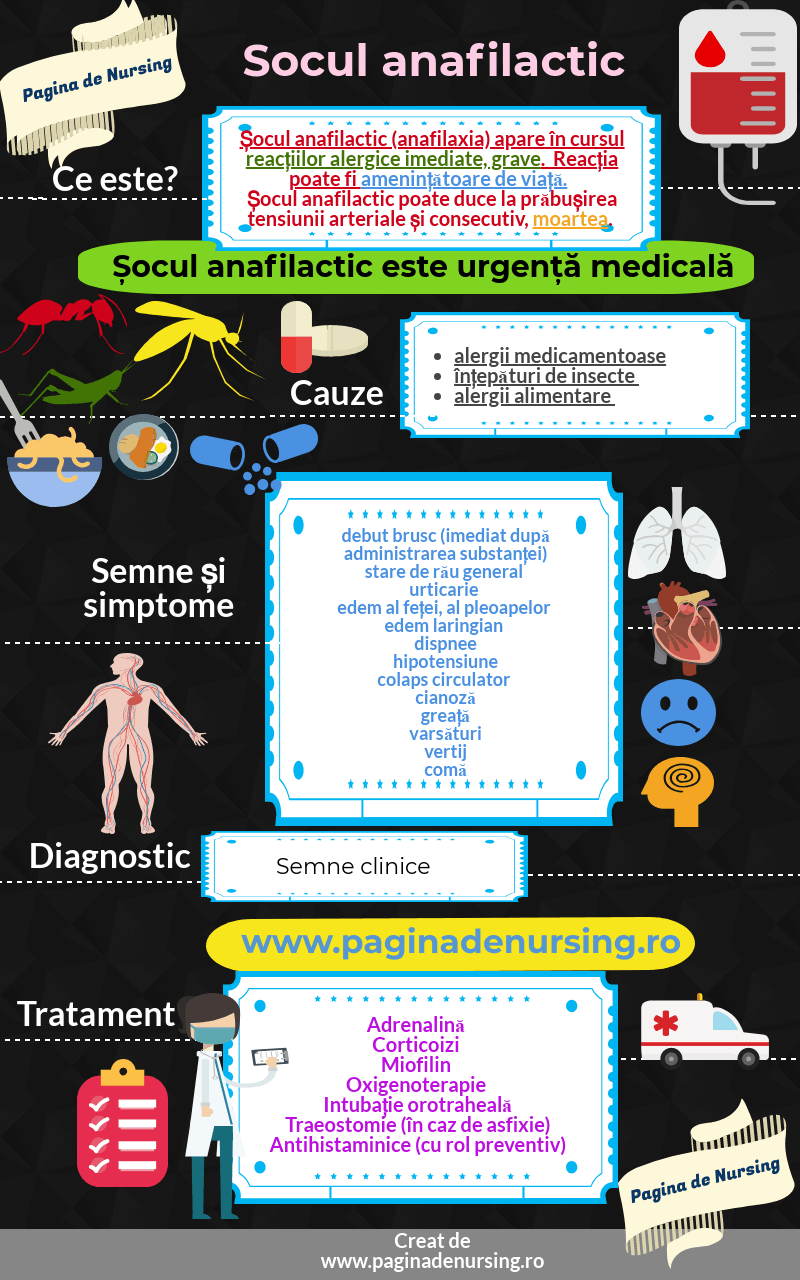 Pagina de Nursing
Socul anafilactic
Ce este?
Șocul anafilactic (anafilaxia) apare în cursul
reacțiilor alergice imediate, grave.  Reacția
poate fi amenințătoare de viață.
Șocul anafilactic poate duce la prăbușirea
tensiunii arteriale și consecutiv, moartea.
Șocul anafilactic este urgență medicală
Cauze
• alergii medicamentoase
• înțepături de insecte
• alergii alimentare
Semne și
simptome
debut brusc (imediat după
administrarea substanței)
stare de rău general
urticarie
edem al feței, al pleoapelor
edem laringian
dispnee
hipotensiune
colaps circulator
cianoză
greață
varsături
vertij
comă
Diagnostic
Semne clinice
www.paginadenursing.ro
Tratament
Adrenalină
Corticoizi
Miofilin
Oxigenoterapie
Intubație orotraheală
Traeostomie (în caz de asfixie)
Antihistaminice (cu rol preventiv)
Pagina de Nursing
Creat de
www.paginadenursing.ro